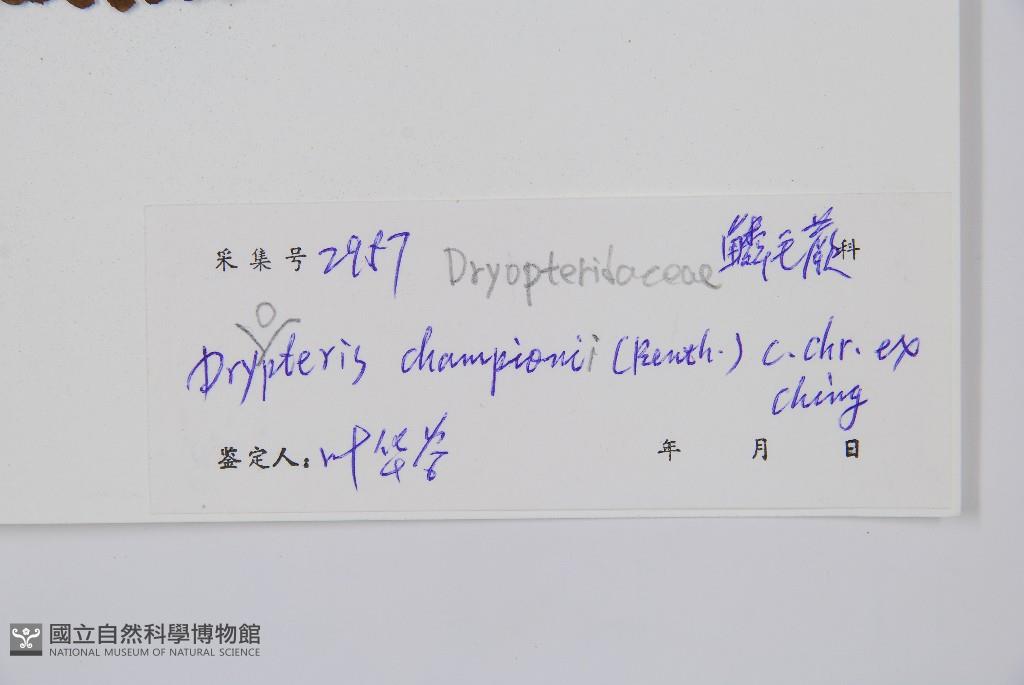 采集号 2957 Dryopteridaceae 鳞毛蕨科
o
Drypteris championii (Benth.) C. Chr. ex
Ching
鉴定人: 叶华谷 年 月 日
國立自然科學博物館
NATIONAL MUSEUM OF NATURAL SCIENCE